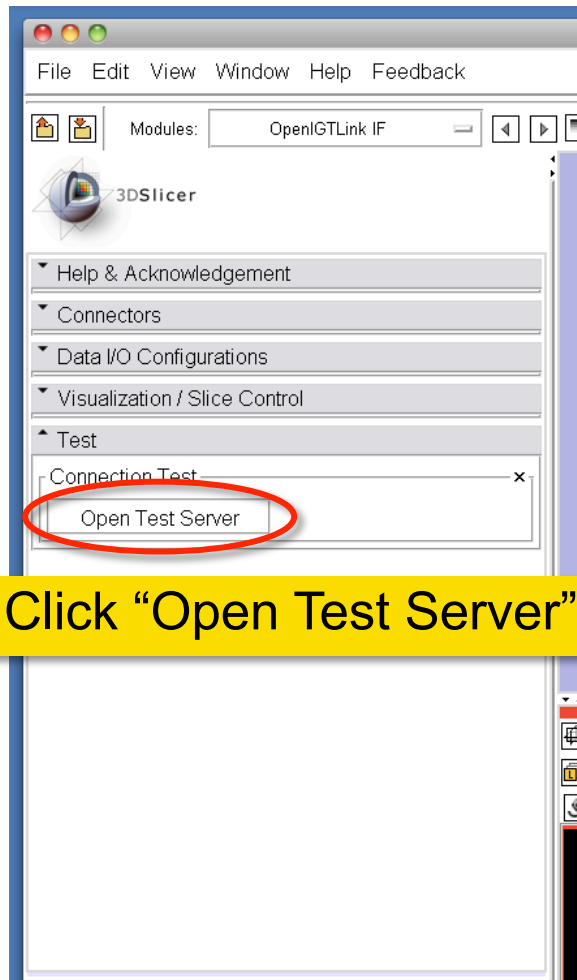 File Edit View Window Help Feedback
Modules: OpenIGTLink IF
3DSlicer
Help & Acknowledgement
Connectors
Data I/O Configurations
Visualization / Slice Control
Test
Connection Test
Open Test Server
Click “Open Test Server”
L